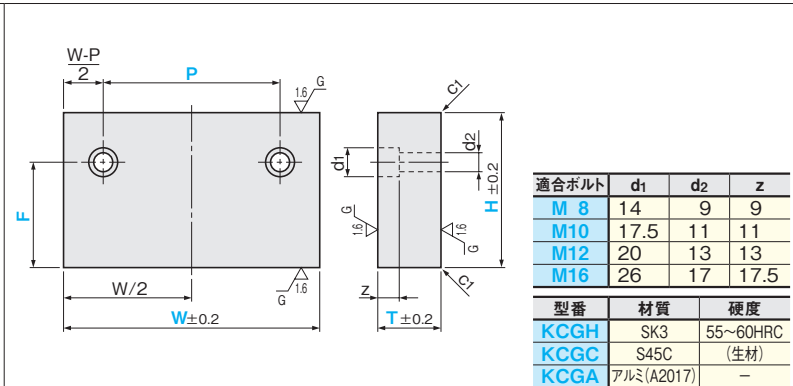 W-P
2
P
1.6
G
F
W/2
G
1.6
W±0.2
C1
d1
d2
H±0.2
G
1.6
1.6
G
z
C1
T±0.2
適合ボルト d1 d2 z
M 8 14 9 9
M10 17.5 11 11
M12 20 13 13
M16 26 17 17.5
型番 材質 硬度
KCGH SK3 55~60HRC
KCGC S45C (生材)
KCGA アルミ(A2017) −